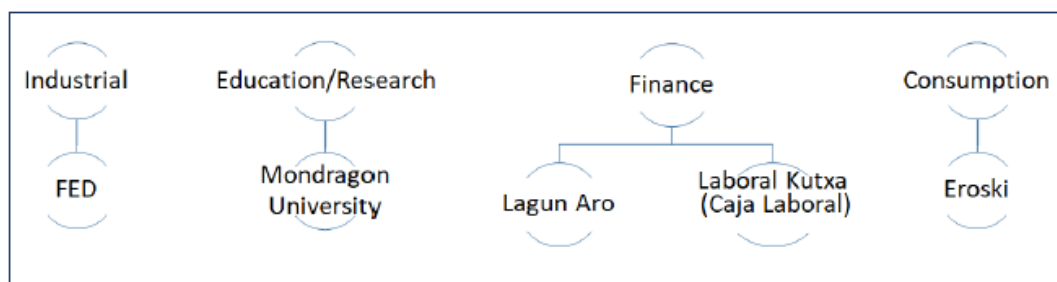 Industrial
Education/Research
Finance
Consumption
FED
Mondragon
University
Lagun Aro
Laboral Kutxa
(Caja Laboral)
Eroski